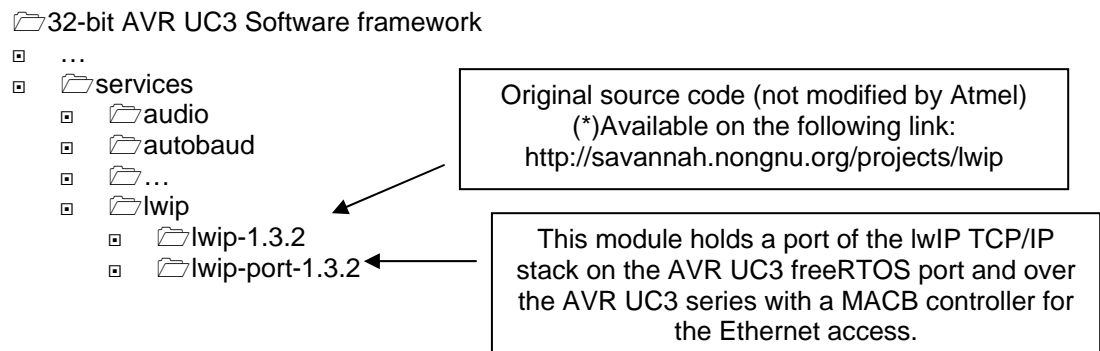 32-bit AVR UC3 Software framework
…
services
audio
autobaud
…
lwip
lwip-1.3.2
lwip-port-1.3.2
Original source code (not modified by Atmel)
(*)Available on the following link:
http://savannah.nongnu.org/projects/lwip
This module holds a port of the lwIP TCP/IP
stack on the AVR UC3 freeRTOS port and over
the AVR UC3 series with a MACB controller for
the Ethernet access.